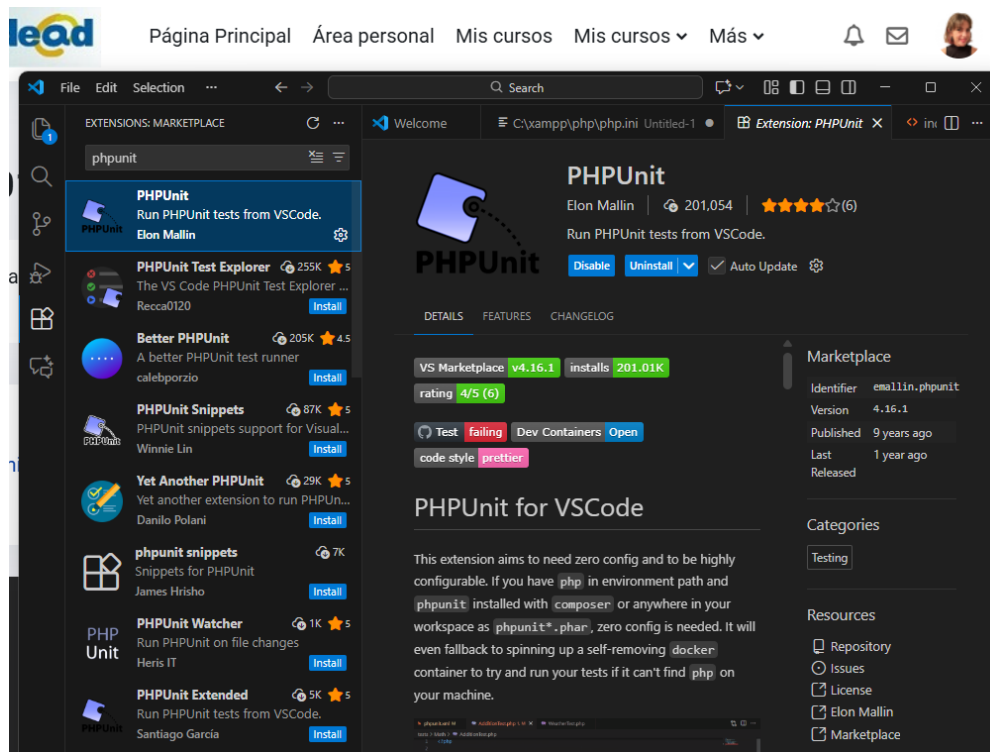 lead
Página Principal Área personal Mis cursos Mis cursos Más
File Edit Selection ··· Search
EXTENSIONS: MARKETPLACE
1
phpunit
PHPUnit
Run PHPUnit tests from VSCode.
Elon Mallin
PHPUnit
PHPUnit Test Explorer 255K 5
The VS Code PHPUnit Test Explorer ...
Recca0120 Install
Better PHPUnit 205K 4.5
A better PHPUnit test runner
calebporzio Install
PHPUnit Snippets 87K 5
PHPUnit snippets support for Visual...
Winnie Lin Install
PHPUnit
Yet Another PHPUnit 29K 5
Yet another extension to run PHPUn...
Danilo Polani Install
phpunit snippets 7K
Snippets for PHPUnit
James Hrisho Install
PHPUnit Watcher 1K 5
PHP
Unit
Run PHPUnit on file changes
Heris IT Install
PHPUnit Extended 5K 5
Run PHPUnit tests from VSCode.
Santiago García Install
PHPUnit
Welcome C:\xampp\php\php.ini Untitled-1 Extension: PHPUnit
PHPUnit
PHPUnit
Elon Mallin 201,054 (6)
Run PHPUnit tests from VSCode.
Disable Uninstall Auto Update
DETAILS FEATURES CHANGELOG
VS Marketplace v4.16.1 installs 201.01K
rating 4/5 (6)
Test failing Dev Containers Open
code style prettier
PHPUnit for VSCode
This extension aims to need zero config and to be highly
configurable. If you have php in environment path and
phpunit installed with composer or anywhere in your
workspace as phpunit*.phar, zero config is needed. It will
even fallback to spinning up a self-removing docker
container to try and run your tests if it can't find php on
your machine.
Marketplace
Identifier emallin.phpunit
Version 4.16.1
Published 9 years ago
Last 1 year ago
Released
Categories
Testing
Resources
Repository
Issues
License
Elon Mallin
Marketplace